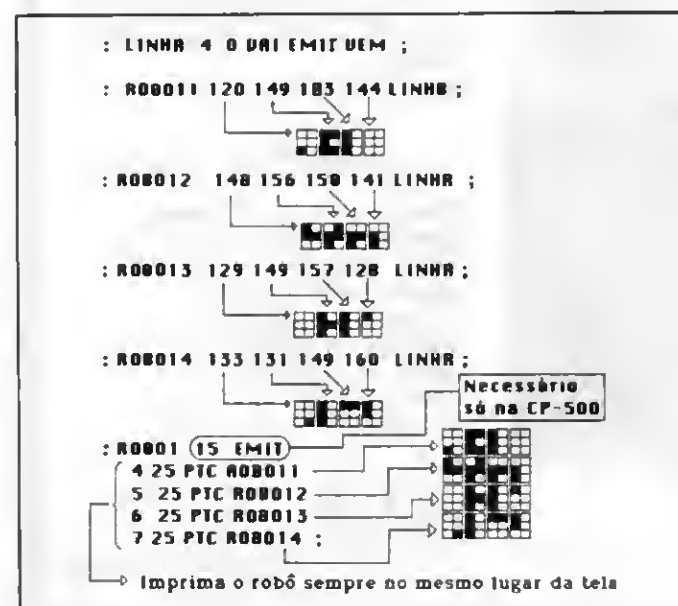 : LINHA 4 0 VAI EMIT VEM ;
: ROBO11 120 149 183 144 LINHA ;
: ROBO12 148 156 158 141 LINHA ;
: ROBO13 129 149 157 128 LINHA ;
: ROBO14 133 131 149 160 LINHA ;
Necessário
só na CP-500
: ROBO1 15 EMIT
4 25 PTC ROBO11
5 25 PTC ROBO12
6 25 PTC ROBO13
7 25 PTC ROBO14 ;
Imprima o robô sempre no mesmo lugar da tela